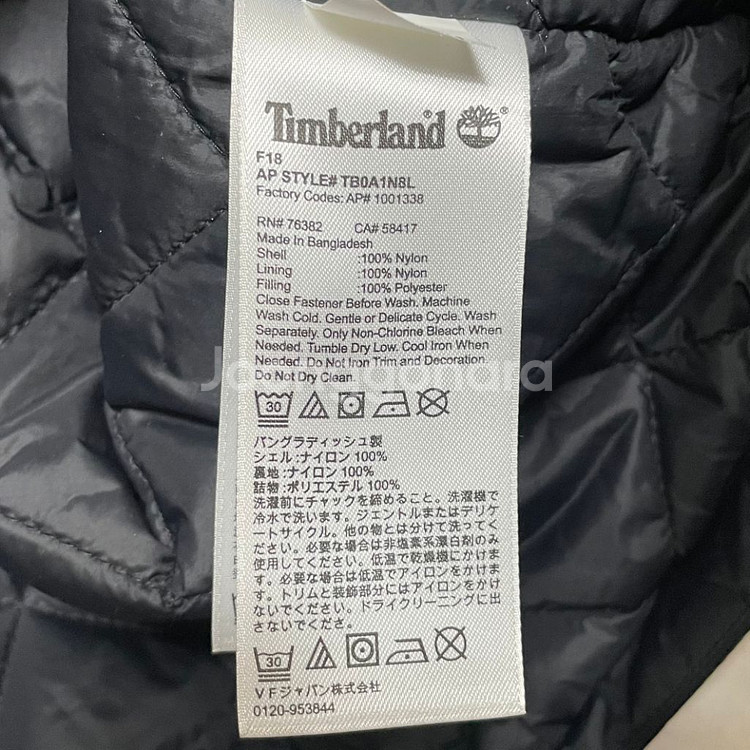 Timberland ®
F18
AP STYLE# TB0A1N8L
Factory Codes: AP# 1001338
RN# 76382 CA# 58417
Made in Bangladesh
Shell :100% Nylon
Lining :100% Nylon
Filling :100% Polyester
Close Fastener Before Wash. Machine
Wash Cold. Gentle or Delicate Cycle. Wash
Separately. Only Non-Chlorine Bleach When
Needed. Tumble Dry Low. Cool Iron When
Needed. Do Not Iron Trim and Decoration.
Do Not Dry Clean.
30
バングラディッシュ製
シェル :ナイロン 100%
裏地 :ナイロン 100%
詰物 :ポリエステル 100%
洗濯前にチャックを締めること。洗濯機で
冷水で洗います。ジェントルまたはデリケ
ートサイクル。他の物とは分けて洗ってく
ださい。必要な場合は非塩素系漂白剤のみ
使用してください。低温で乾燥機にかけま
す。必要な場合は低温でアイロンをかけま
す。トリムと装飾部分にはアイロンをかけ
ないでください。ドライクリーニングに出
さないでください。
30
VFジャパン株式会社
0120-953844